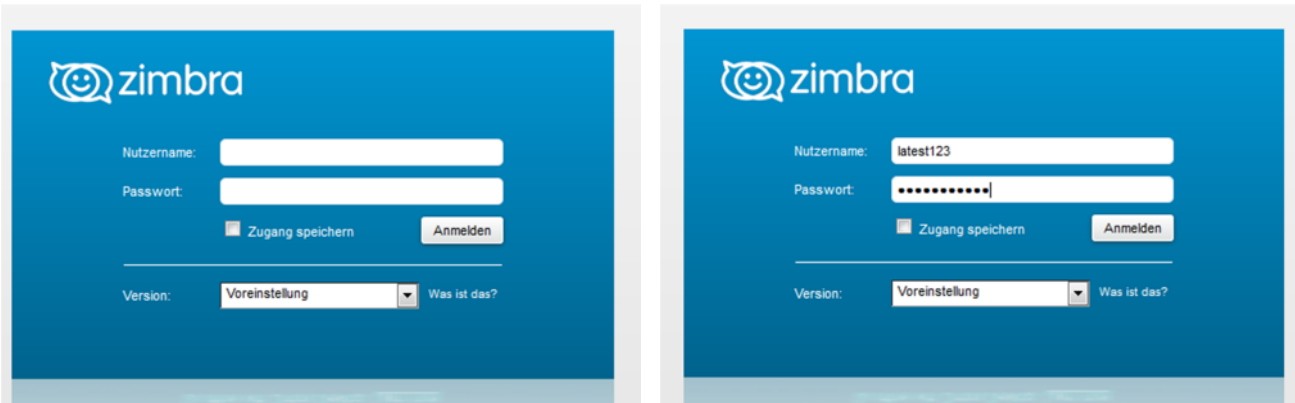 zimbra
Nutzername:
Passwort:
Zugang speichern Anmelden
Version: Voreinstellung Was ist das?
zimbra
Nutzername: latest123
Passwort: •••••••••••
Zugang speichern Anmelden
Version: Voreinstellung Was ist das?